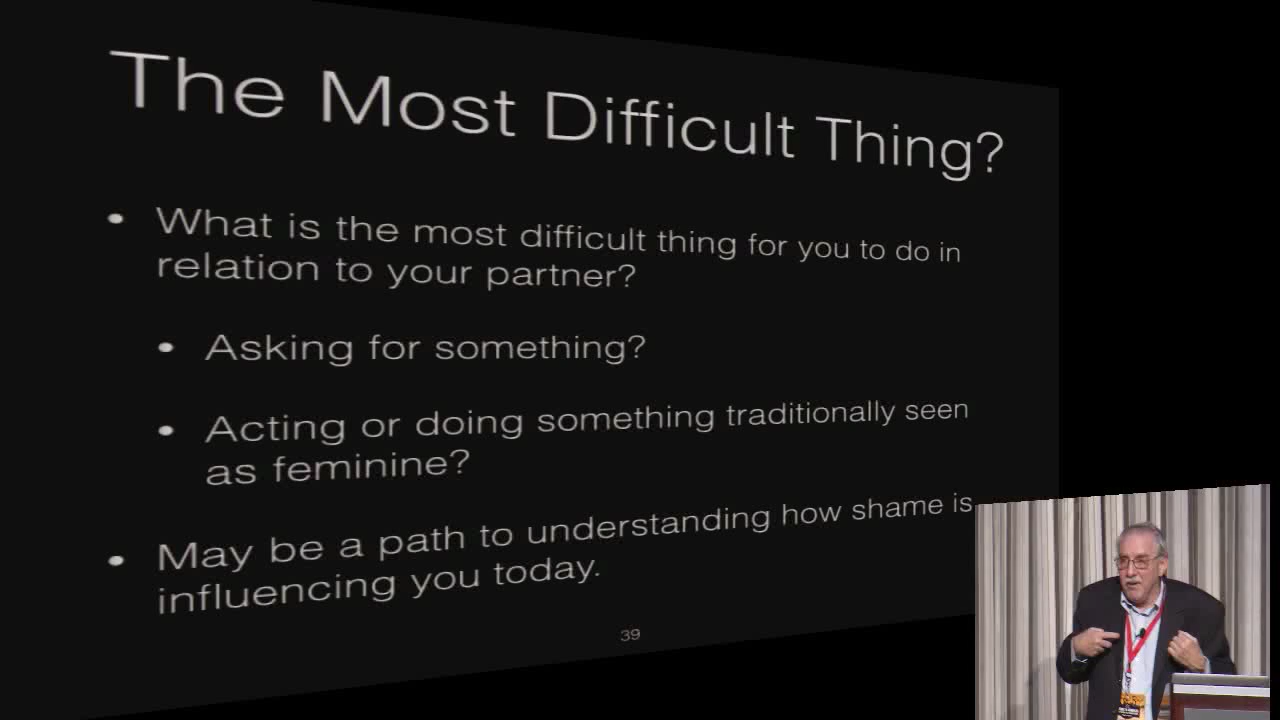 The Most Difficult Thing?
• What is the most difficult thing for you to do in
relation to your partner?
• Asking for something?
• Acting or doing something traditionally seen
as feminine?
• May be a path to understanding how shame is
influencing you today.
39